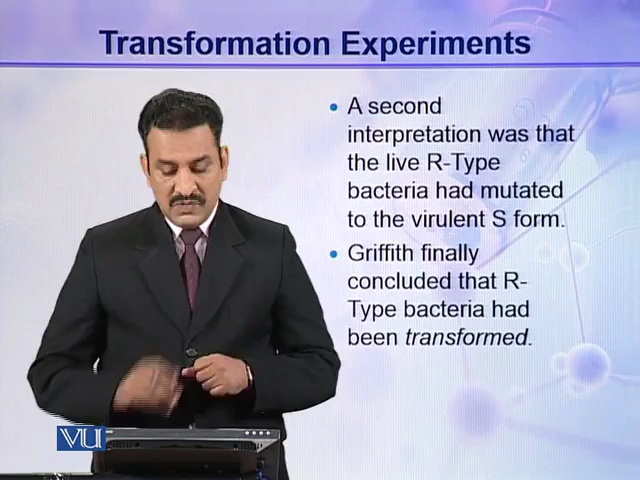 Transformation Experiments
• A second
interpretation was that
the live R-Type
bacteria had mutated
to the virulent S form.
• Griffith finally
concluded that R-
Type bacteria had
been transformed.
VU